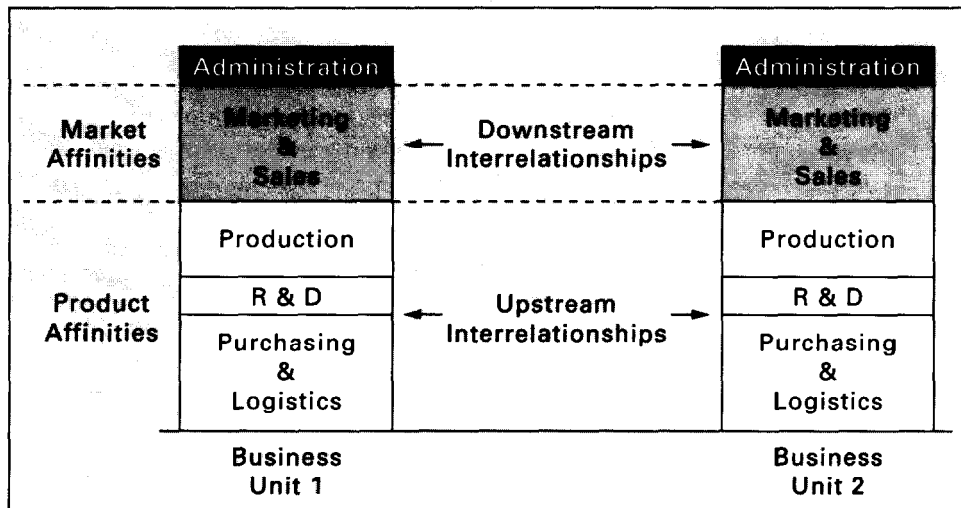 Administration
Administration
Market
Affinities
Marketing
&
Sales
Downstream
Interrelationships
Marketing
&
Sales
Production
Production
Product
Affinities
R & D
Upstream
Interrelationships
R & D
Purchasing
&
Logistics
Purchasing
&
Logistics
Business
Unit 1
Business
Unit 2